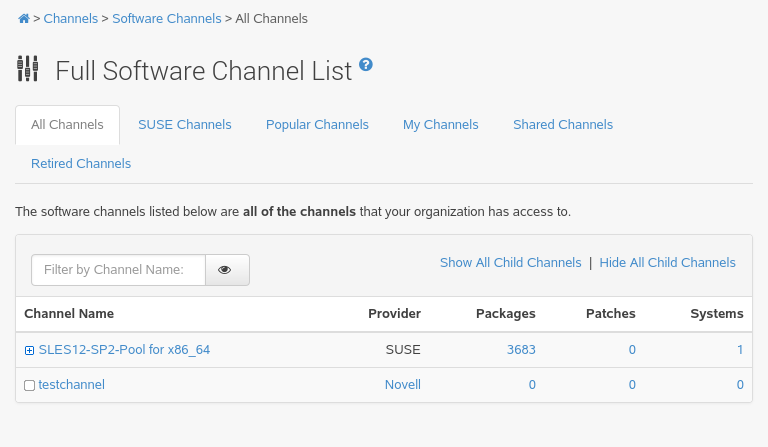 > Channels > Software Channels > All Channels
Full Software Channel List ?
All Channels SUSE Channels Popular Channels My Channels Shared Channels
Retired Channels
The software channels listed below are all of the channels that your organization has access to.
Filter by Channel Name: Show All Child Channels | Hide All Child Channels
Channel Name Provider Packages Patches Systems
SLES12-SP2-Pool for x86_64 SUSE 3683 0 1
testchannel Novell 0 0 0